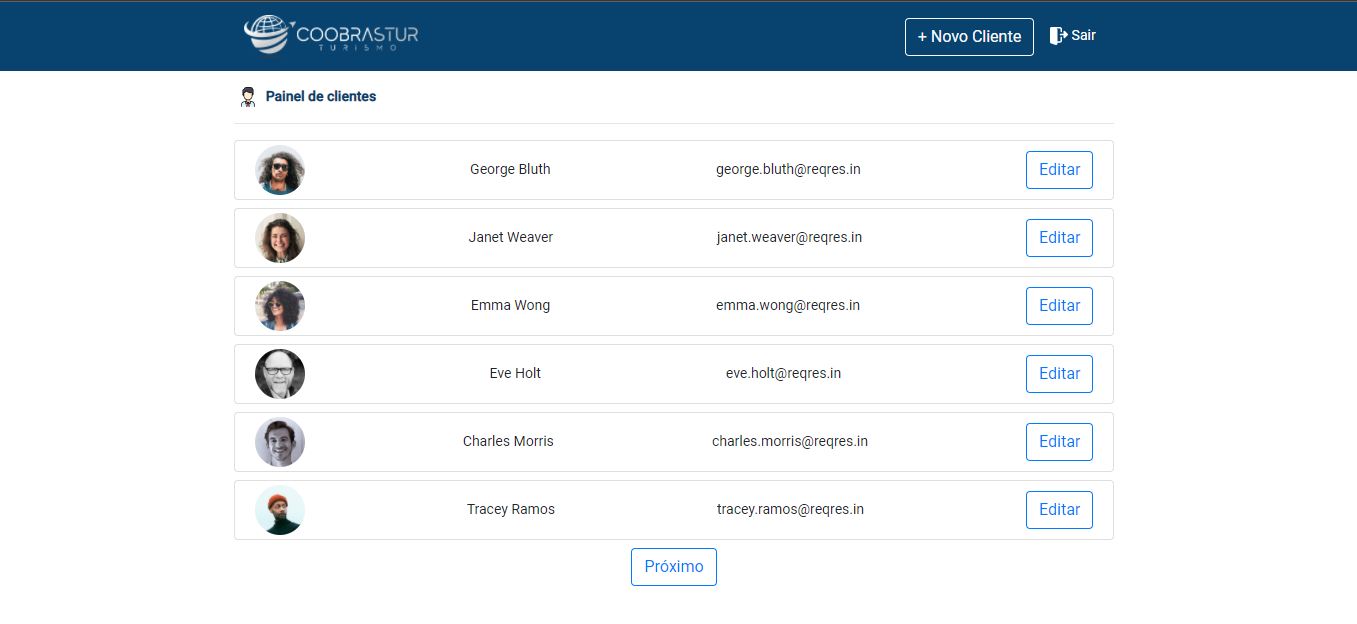 COOBRASTUR
TURISMO
+ Novo Cliente
Sair
Painel de clientes
George Bluth george.bluth@reqres.in Editar
Janet Weaver janet.weaver@reqres.in Editar
Emma Wong emma.wong@reqres.in Editar
Eve Holt eve.holt@reqres.in Editar
Charles Morris charles.morris@reqres.in Editar
Tracey Ramos tracey.ramos@reqres.in Editar
Próximo